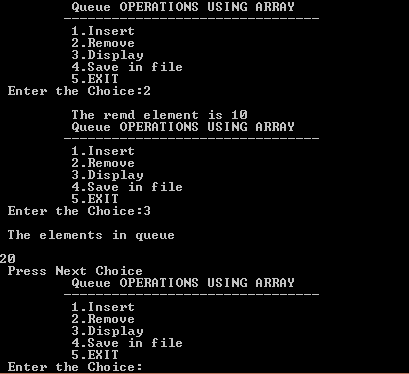 Queue OPERATIONS USING ARRAY
--------------------------------
1.Insert
2.Remove
3.Display
4.Save in file
5.EXIT
Enter the Choice:2
The remd element is 10
Queue OPERATIONS USING ARRAY
--------------------------------
1.Insert
2.Remove
3.Display
4.Save in file
5.EXIT
Enter the Choice:3
The elements in queue
20
Press Next Choice
Queue OPERATIONS USING ARRAY
--------------------------------
1.Insert
2.Remove
3.Display
4.Save in file
5.EXIT
Enter the Choice: